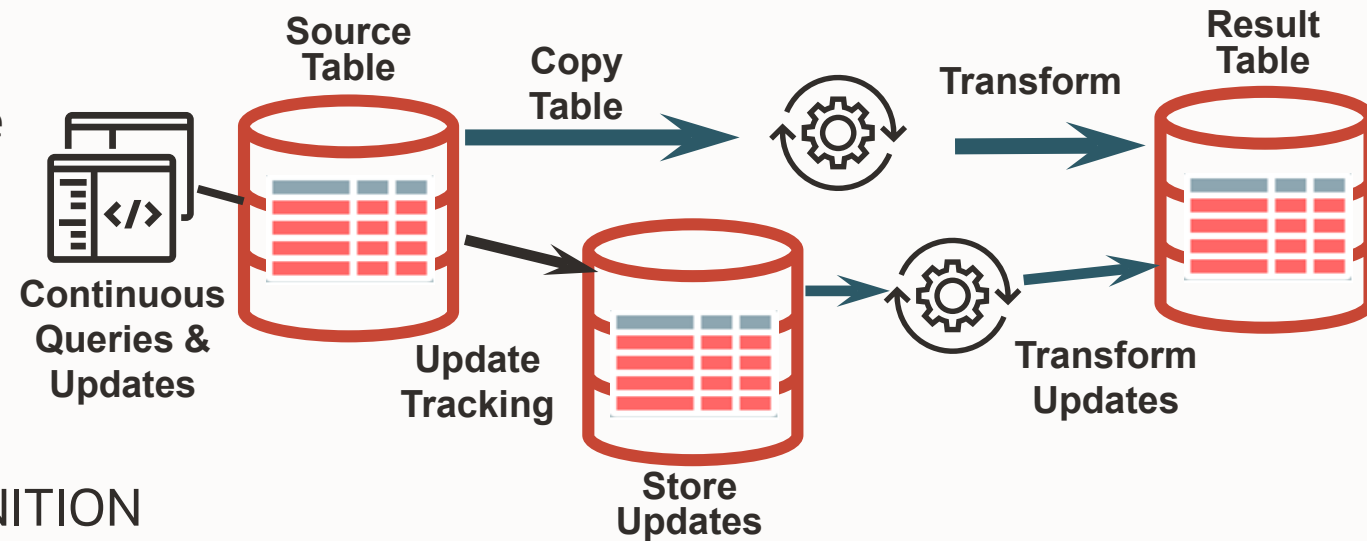 Source
Table
Copy
Table
Transform
Result
Table
e
</>
Continuous
Queries &
Updates
Update
Tracking
Store
Updates
Transform
Updates
NITION